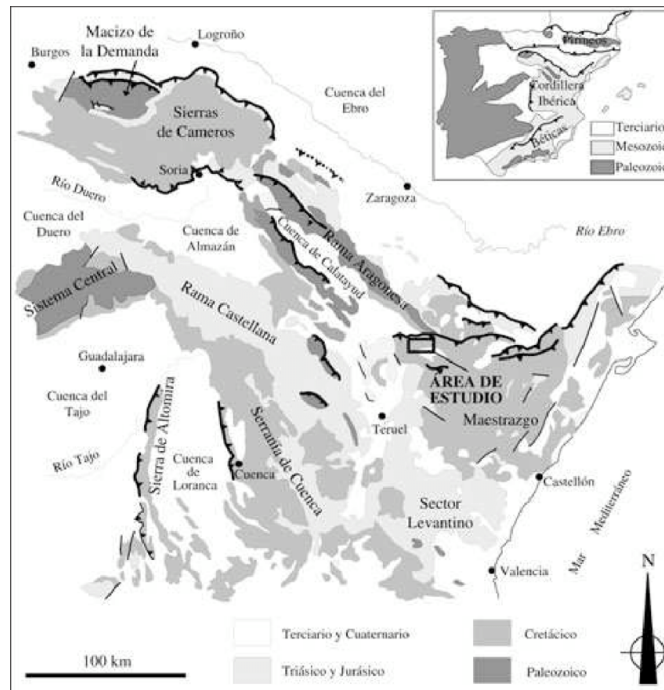 Macizo de
la Demanda
Logroño
Burgos
Cuenca del
Ebro
Sierras
de Cameros
Soria
Río Duero
Cuenca del
Duero
Cuenca de
Almazán
Zaragoza
Río Ebro
Rama Aragonesa
Cuenca de Calatayud
Sistema Central
Rama Castellana
Guadalajara
Cuenca del
Tajo
Río Tajo
Sierra de Altomira
Cuenca
de
Loranca
Cuenca
Serranía de Cuenca
Teruel
ÁREA DE
ESTUDIO
Maestrazgo
Castellón
Sector
Levantino
Valencia
Mar Mediterráneo
N
Pirineos
Cordillera
Ibérica
Béticas
Terciario
Mesozoico
Paleozoico
Terciario y Cuaternario
Cretácico
Triásico y Jurásico
Paleozoico
100 km